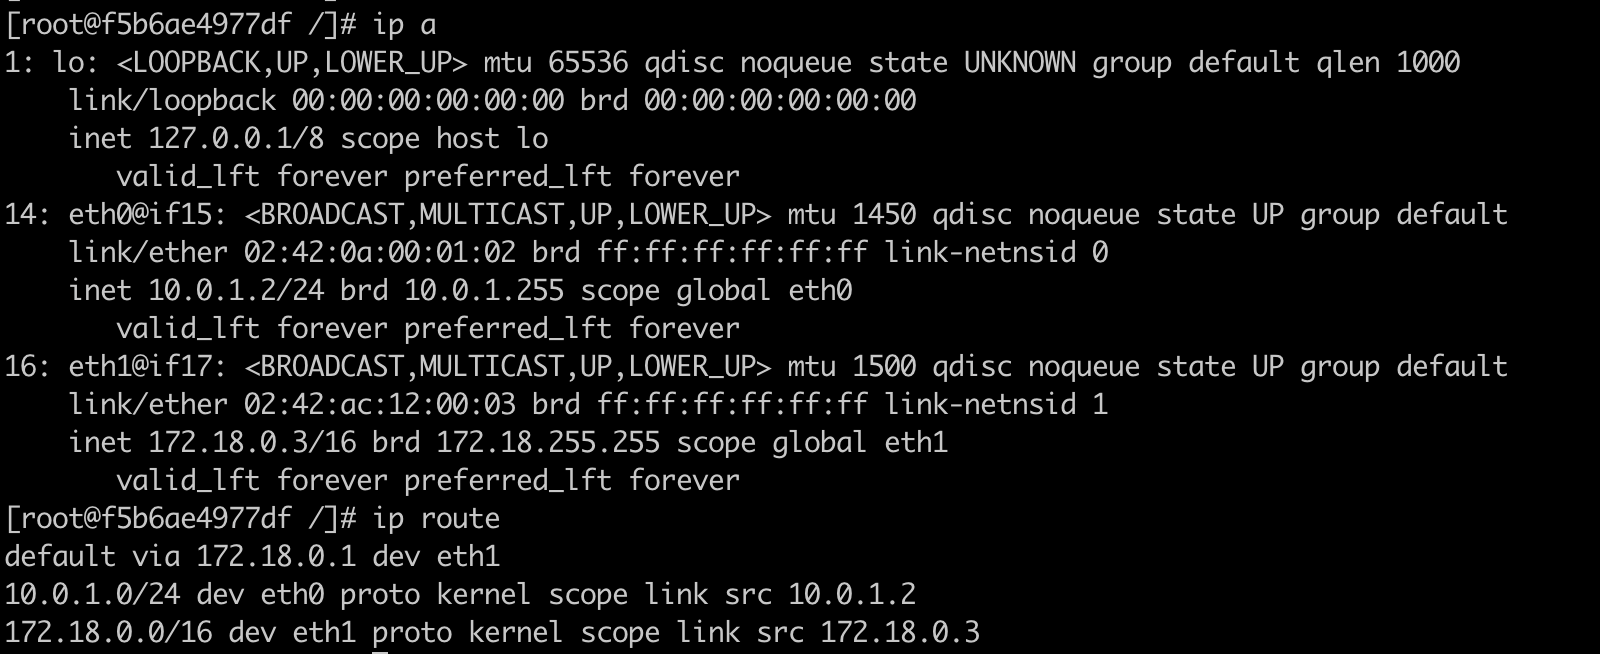 [root@f5b6ae4977df /]# ip a
1: lo: <LOOPBACK,UP,LOWER_UP> mtu 65536 qdisc noqueue state UNKNOWN group default qlen 1000
    link/loopback 00:00:00:00:00:00 brd 00:00:00:00:00:00
    inet 127.0.0.1/8 scope host lo
       valid_lft forever preferred_lft forever
14: eth0@if15: <BROADCAST,MULTICAST,UP,LOWER_UP> mtu 1450 qdisc noqueue state UP group default
    link/ether 02:42:0a:00:01:02 brd ff:ff:ff:ff:ff:ff link-netnsid 0
    inet 10.0.1.2/24 brd 10.0.1.255 scope global eth0
       valid_lft forever preferred_lft forever
16: eth1@if17: <BROADCAST,MULTICAST,UP,LOWER_UP> mtu 1500 qdisc noqueue state UP group default
    link/ether 02:42:ac:12:00:03 brd ff:ff:ff:ff:ff:ff link-netnsid 1
    inet 172.18.0.3/16 brd 172.18.255.255 scope global eth1
       valid_lft forever preferred_lft forever
[root@f5b6ae4977df /]# ip route
default via 172.18.0.1 dev eth1
10.0.1.0/24 dev eth0 proto kernel scope link src 10.0.1.2
172.18.0.0/16 dev eth1 proto kernel scope link src 172.18.0.3